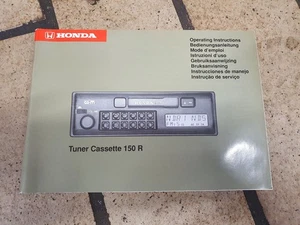 HONDA
Operating Instructions
Bedienungsanleitung
Mode d'emploi
Istruzioni d'uso
Gebruiksaanwijzing
Bruksanvisning
Instrucciones de manejo
Instrução de serviço
Tuner Cassette 150 R